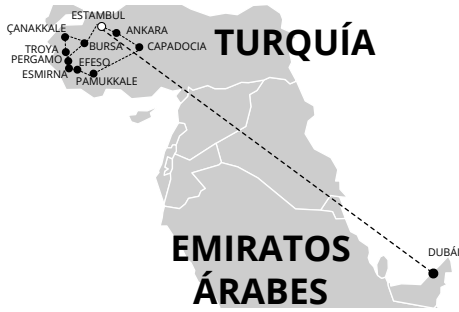 ESTAMBUL
ÇANAKKALE
ANKARA
TURQUÍA
BURSA
CAPADOCIA
TROYA
PERGAMO
EFESO
ESMIRNA
PAMUKKALE
EMIRATOS
ÁRABES
DUBÁI